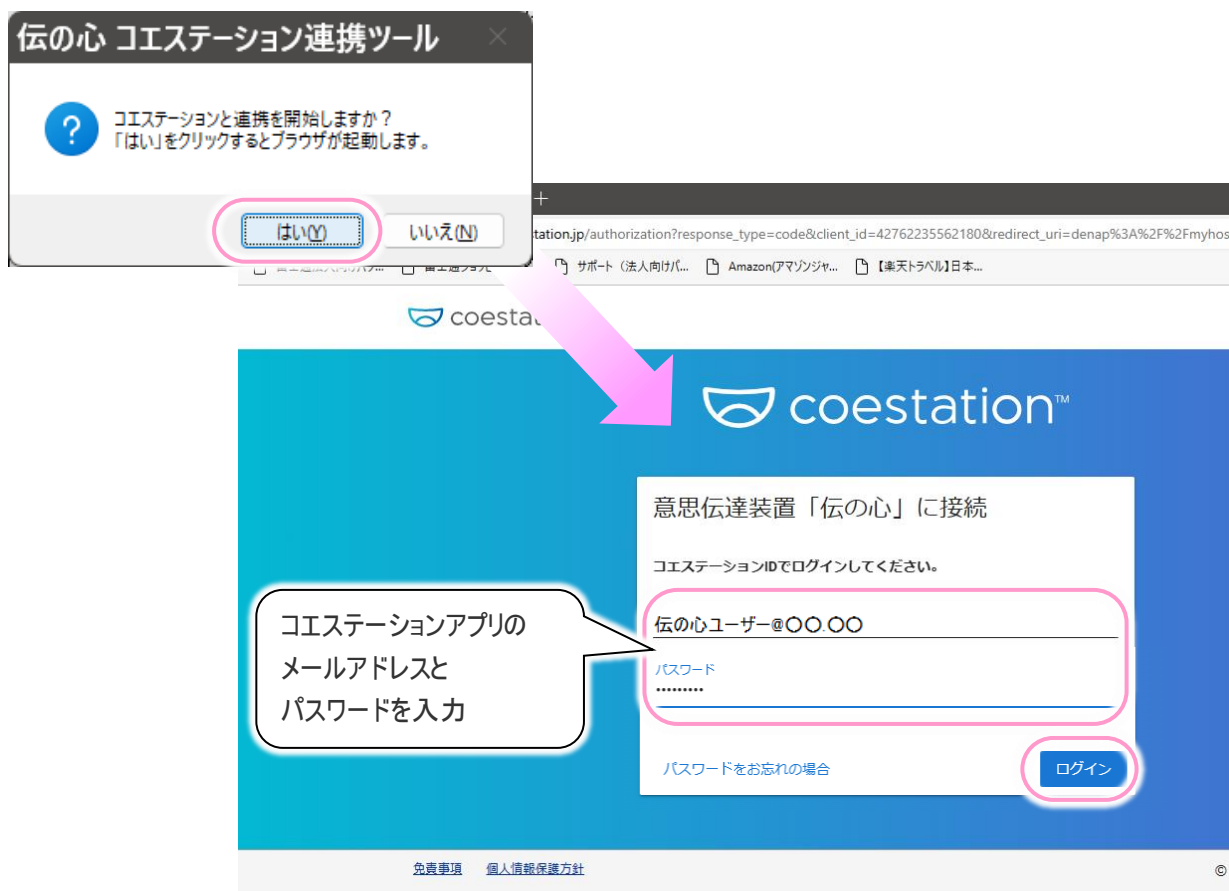 伝の心 コエステーション連携ツール
コエステーションと連携を開始しますか？
「はい」をクリックするとブラウザが起動します。
はい(Y)
いいえ(N)
tation.jp/authorization?response_type=code&client_id=42762235562180&redirect_uri=denap%3A%2F%2Fmyhos
サポート（法人向けパ...
Amazon(アマゾンジャ...
【楽天トラベル】日本...
coestat
coestation™
意思伝達装置「伝の心」に接続
コエステーションIDでログインしてください。
伝の心ユーザー@〇〇.〇〇
パスワード
•••••••••
コエステーションアプリの
メールアドレスと
パスワードを入力
パスワードをお忘れの場合
ログイン
免責事項
個人情報保護方針
©